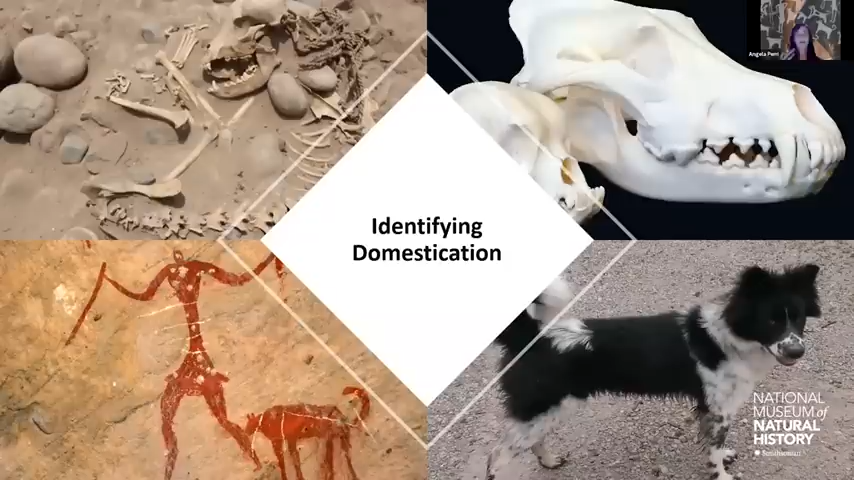 Angela Perri
Identifying
Domestication
NATIONAL
MUSEUM of
NATURAL
HISTORY
Smithsonian